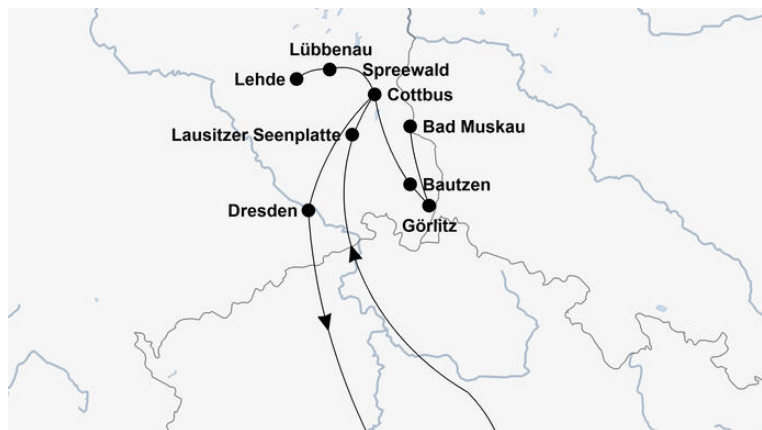 Lübbenau
Spreewald
Lehde
Cottbus
Lausitzer Seenplatte
Bad Muskau
Bautzen
Dresden
Görlitz